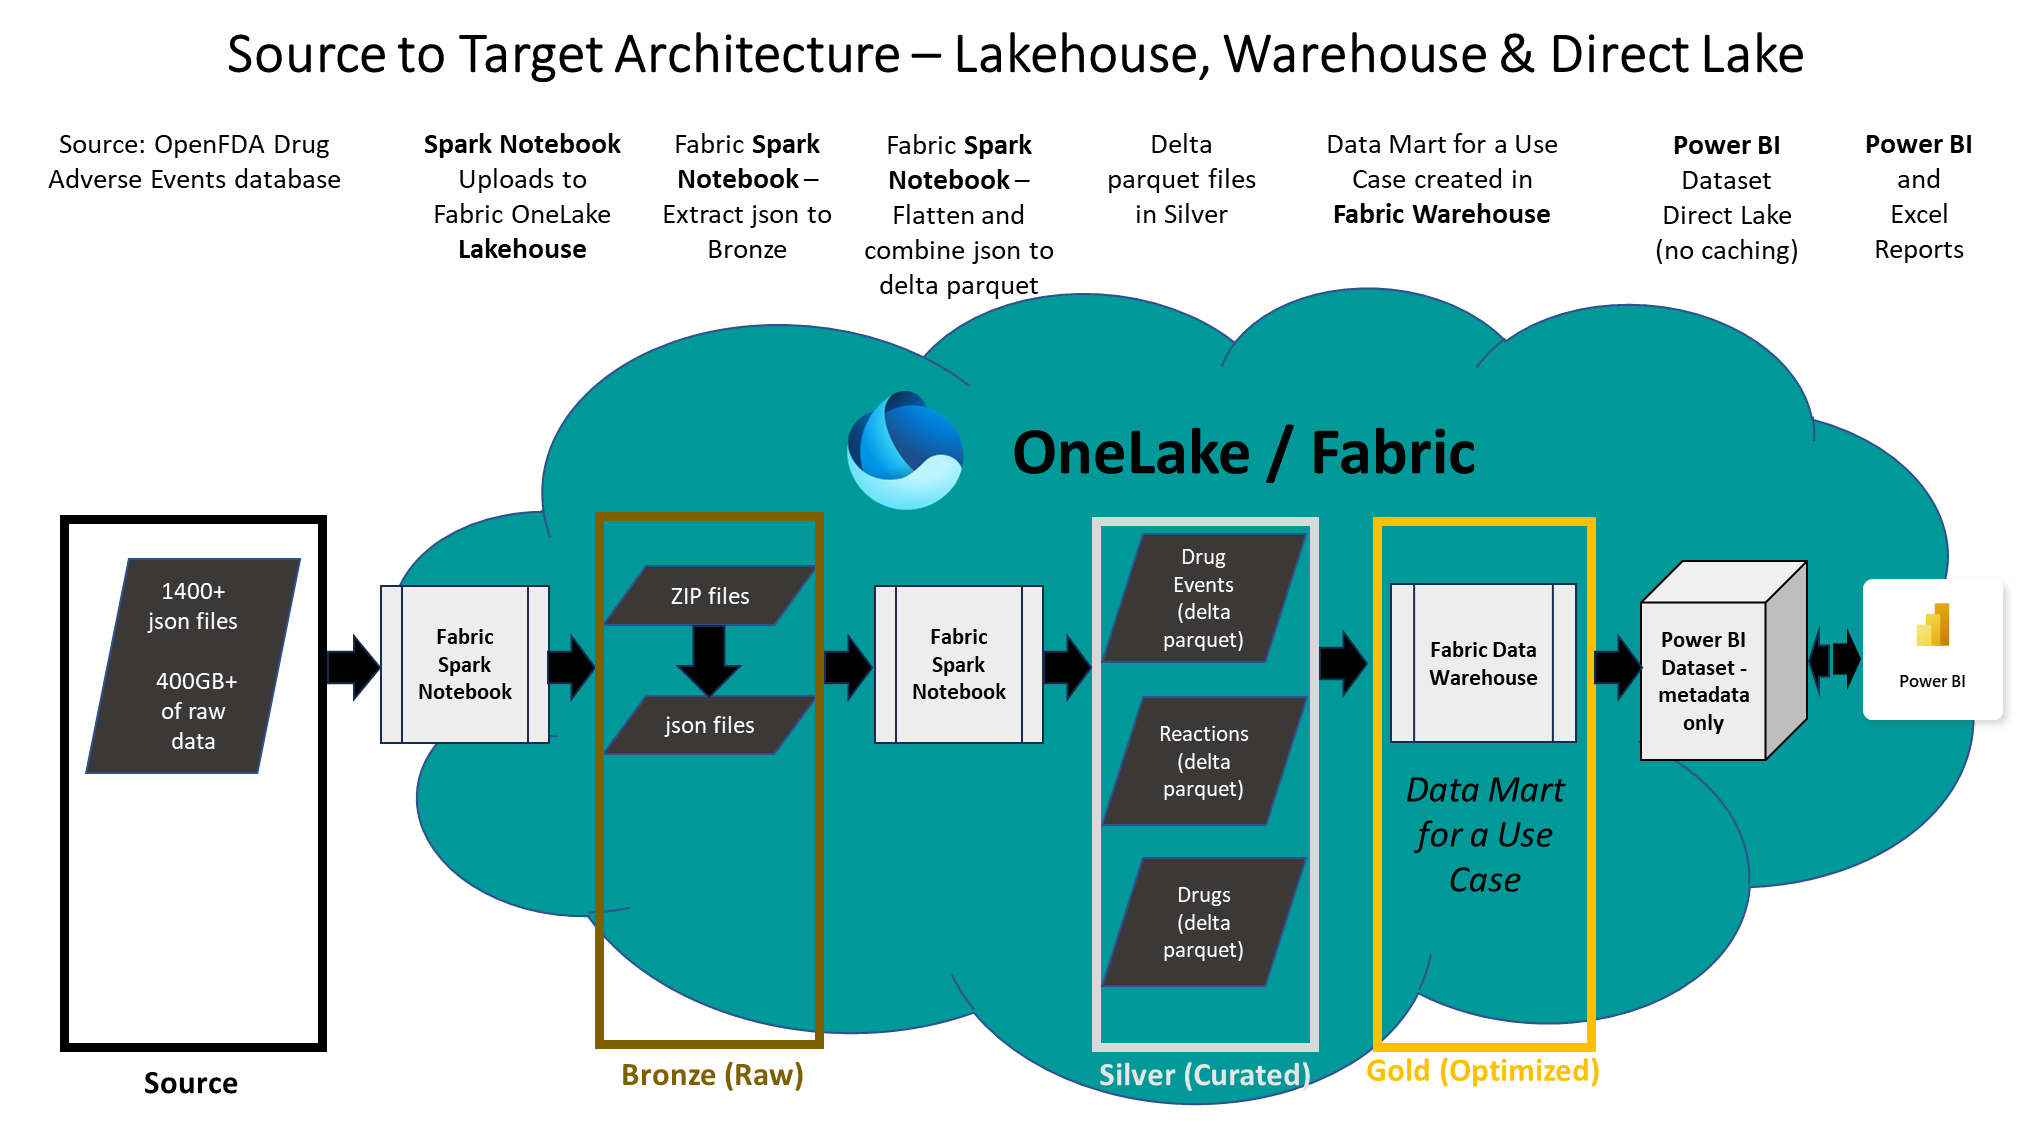 Source to Target Architecture – Lakehouse, Warehouse & Direct Lake
Source: OpenFDA Drug
Adverse Events database
Spark Notebook
Uploads to
Fabric OneLake
Lakehouse
Fabric Spark
Notebook –
Extract json to
Bronze
Fabric Spark
Notebook –
Flatten and
combine json to
delta parquet
Delta
parquet files
in Silver
Data Mart for a Use
Case created in
Fabric Warehouse
Power BI
Dataset
Direct Lake
(no caching)
Power BI
and
Excel
Reports
OneLake / Fabric
1400+
json files
400GB+
of raw
data
Source
Fabric
Spark
Notebook
ZIP files
json files
Bronze (Raw)
Fabric
Spark
Notebook
Drug
Events
(delta
parquet)
Reactions
(delta
parquet)
Drugs
(delta
parquet)
Silver (Curated)
Fabric Data
Warehouse
Data Mart
for a Use
Case
Gold (Optimized)
Power BI
Dataset -
metadata
only
Power BI